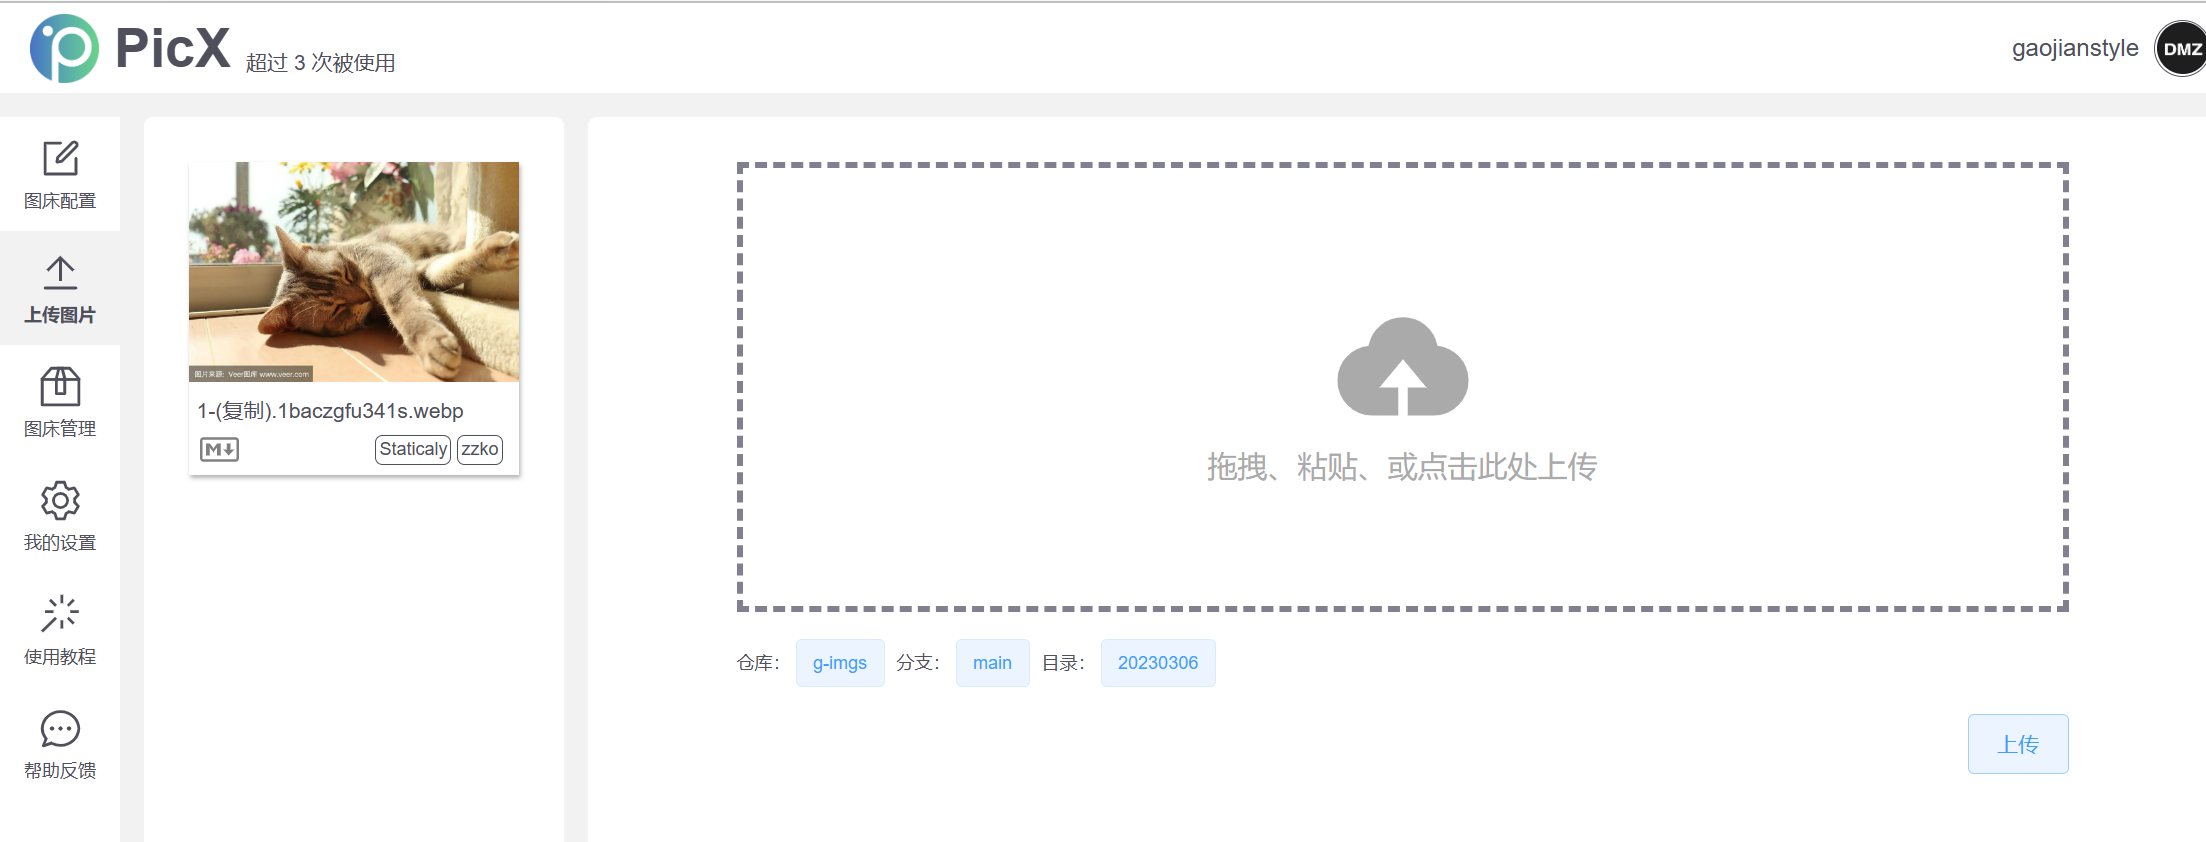 PicX 超过 3 次被使用
gaojianstyle
DMZ
图床配置
上传图片
图床管理
我的设置
使用教程
帮助反馈
图片来源：Veer图库 www.veer.com
1-(复制).1baczgfu341s.webp
M
Staticaly zzko
拖拽、粘贴、或点击此处上传
仓库： g-imgs 分支： main 目录： 20230306
上传